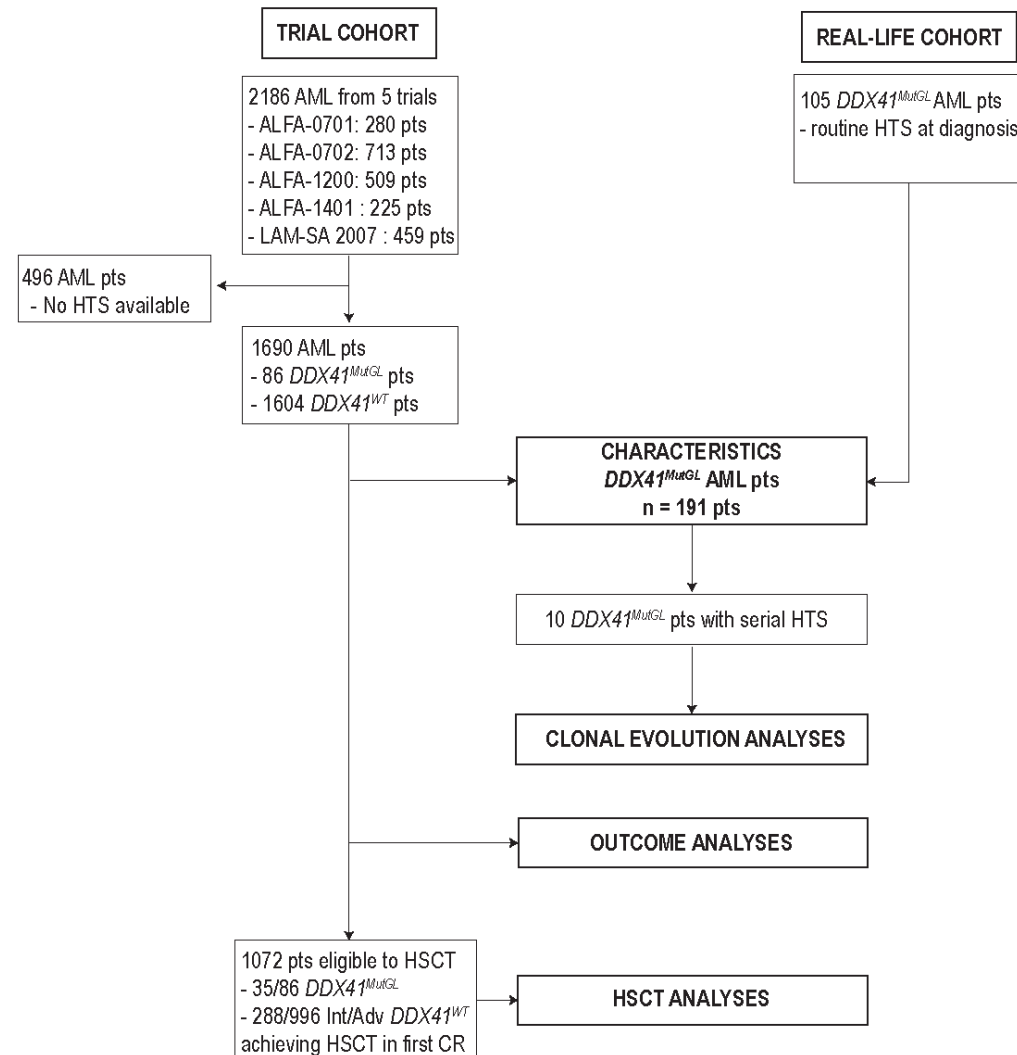 TRIAL COHORT
REAL-LIFE COHORT
2186 AML from 5 trials
- ALFA-0701: 280 pts
- ALFA-0702: 713 pts
- ALFA-1200: 509 pts
- ALFA-1401 : 225 pts
- LAM-SA 2007 : 459 pts
105 DDX41MutGL AML pts
- routine HTS at diagnosis
496 AML pts
- No HTS available
1690 AML pts
- 86 DDX41MutGL pts
- 1604 DDX41WT pts
CHARACTERISTICS
DDX41MutGL AML pts
n = 191 pts
10 DDX41MutGL pts with serial HTS
CLONAL EVOLUTION ANALYSES
OUTCOME ANALYSES
1072 pts eligible to HSCT
- 35/86 DDX41MutGL
- 288/996 Int/Adv DDX41WT
achieving HSCT in first CR
HSCT ANALYSES